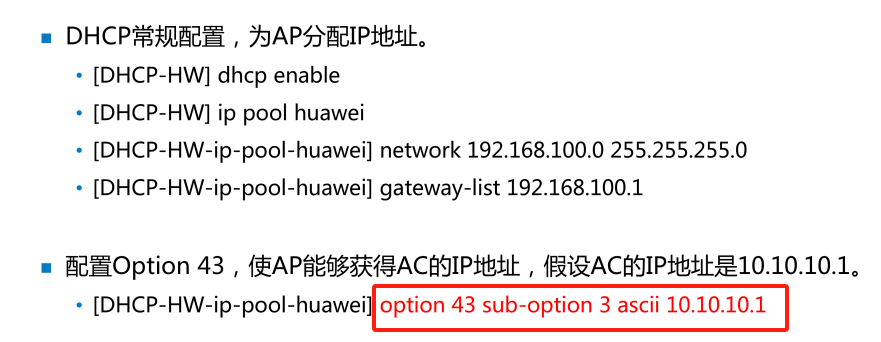 DHCP常规配置，为AP分配IP地址。
[DHCP-HW] dhcp enable
[DHCP-HW] ip pool huawei
[DHCP-HW-ip-pool-huawei] network 192.168.100.0 255.255.255.0
[DHCP-HW-ip-pool-huawei] gateway-list 192.168.100.1
配置Option 43，使AP能够获得AC的IP地址，假设AC的IP地址是10.10.10.1。
[DHCP-HW-ip-pool-huawei] option 43 sub-option 3 ascii 10.10.10.1